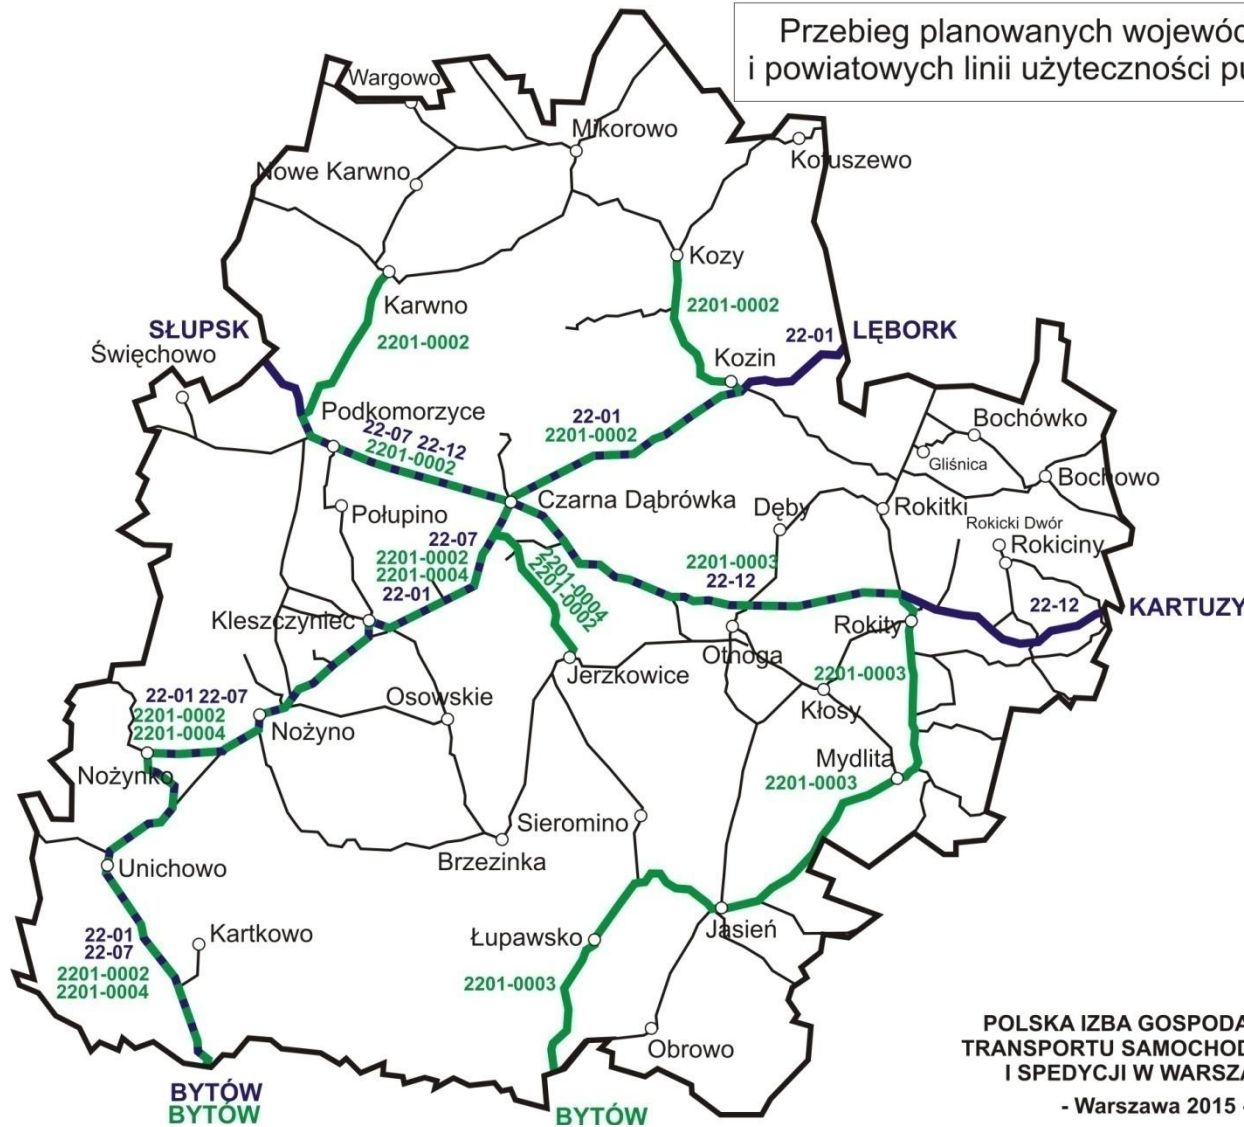 Przebieg planowanych wojewóc
i powiatowych linii użyteczności pu
Wargowo
Mikorowo
Kotuszewo
Nowe Karwno
Kozy
Karwno
2201-0002
22-01
SŁUPSK
LĘBORK
2201-0002
Święchowo
Kozin
Podkomorzyce
22-01
Bochówko
22-07 22-12
2201-0002
2201-0002
Gliśnica
Bochowo
Czarna Dąbrówka
Dęby
Rokitki
Połupino
Rokicki Dwór
22-07
Rokiciny
2201-0002
2201-0004
22-01
2201-0004
2201-0002
2201-0003
22-12
22-12
KARTUZY
Kleszczyniec
Rokity
Otnoga
Jerzkowice
2201-0003
22-01 22-07
Osowskie
Kłosy
2201-0002
2201-0004
Nożyno
Nożynko
Mydlita
2201-0003
Sieromino
Brzezinka
Unichowo
Kartkowo
Łupawsko
Jasień
22-01
22-07
2201-0002
2201-0004
2201-0003
Obrowo
POLSKA IZBA GOSPODA
TRANSPORTU SAMOCHOD
I SPEDYCJI W WARSZA
- Warszawa 2015 -
BYTÓW
BYTÓW
BYTÓW